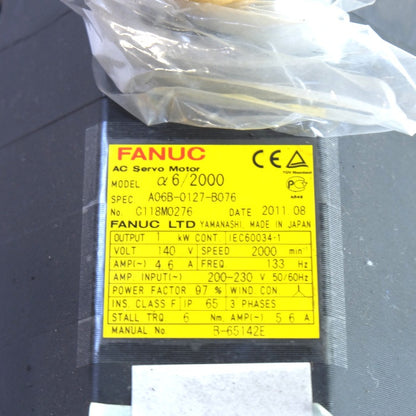 FANUC
AC Servo Motor
MODEL α6/2000
SPEC A06B-0127-B076
No. C118M0276 DATE 2011.08
FANUC LTD YAMANASHI, MADE IN JAPAN
OUTPUT 1 kW CONT IEC60034-1
VOLT 140 V SPEED 2000 min-1
AMP(~) 4.6 A FREQ 133 Hz
AMP. INPUT(~) 200-230 V 50/60Hz
POWER FACTOR 97 % WIND CON
INS. CLASS F IP 65 3 PHASES
STALL TRQ 6 Nm AMP(~) 5.6 A
MANUAL No. B-65142E
CE